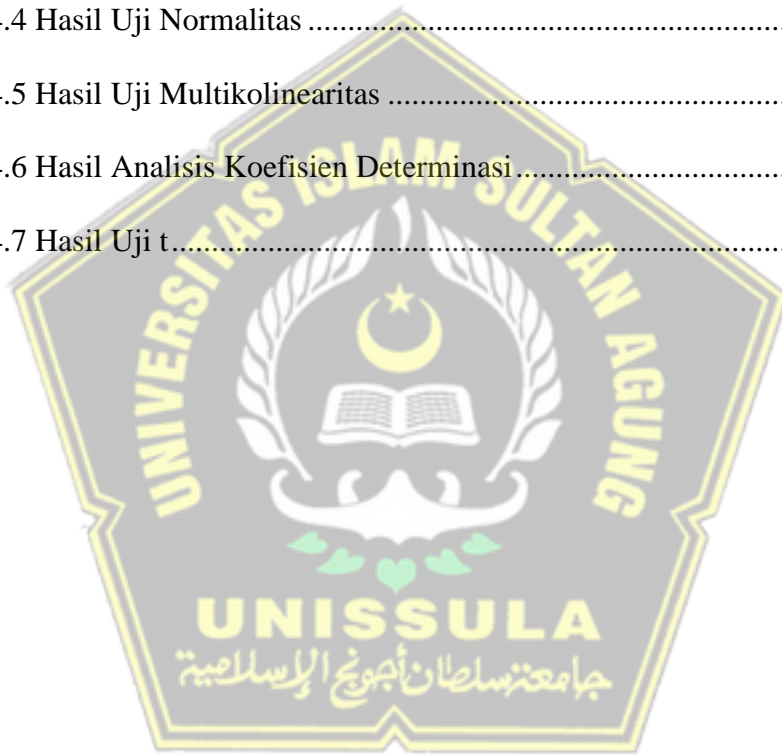 .4 Hasil Uji Normalitas ........................................................................
.5 Hasil Uji Multikolinearitas ............................................................
.6 Hasil Analisis Koefisien Determinasi ........................................
.7 Hasil Uji t ............................................................................................
UNIVERSITAS ISLAM SULTAN AGUNG
UNISSULA
جامعة سلطان أجونج الإسلامية